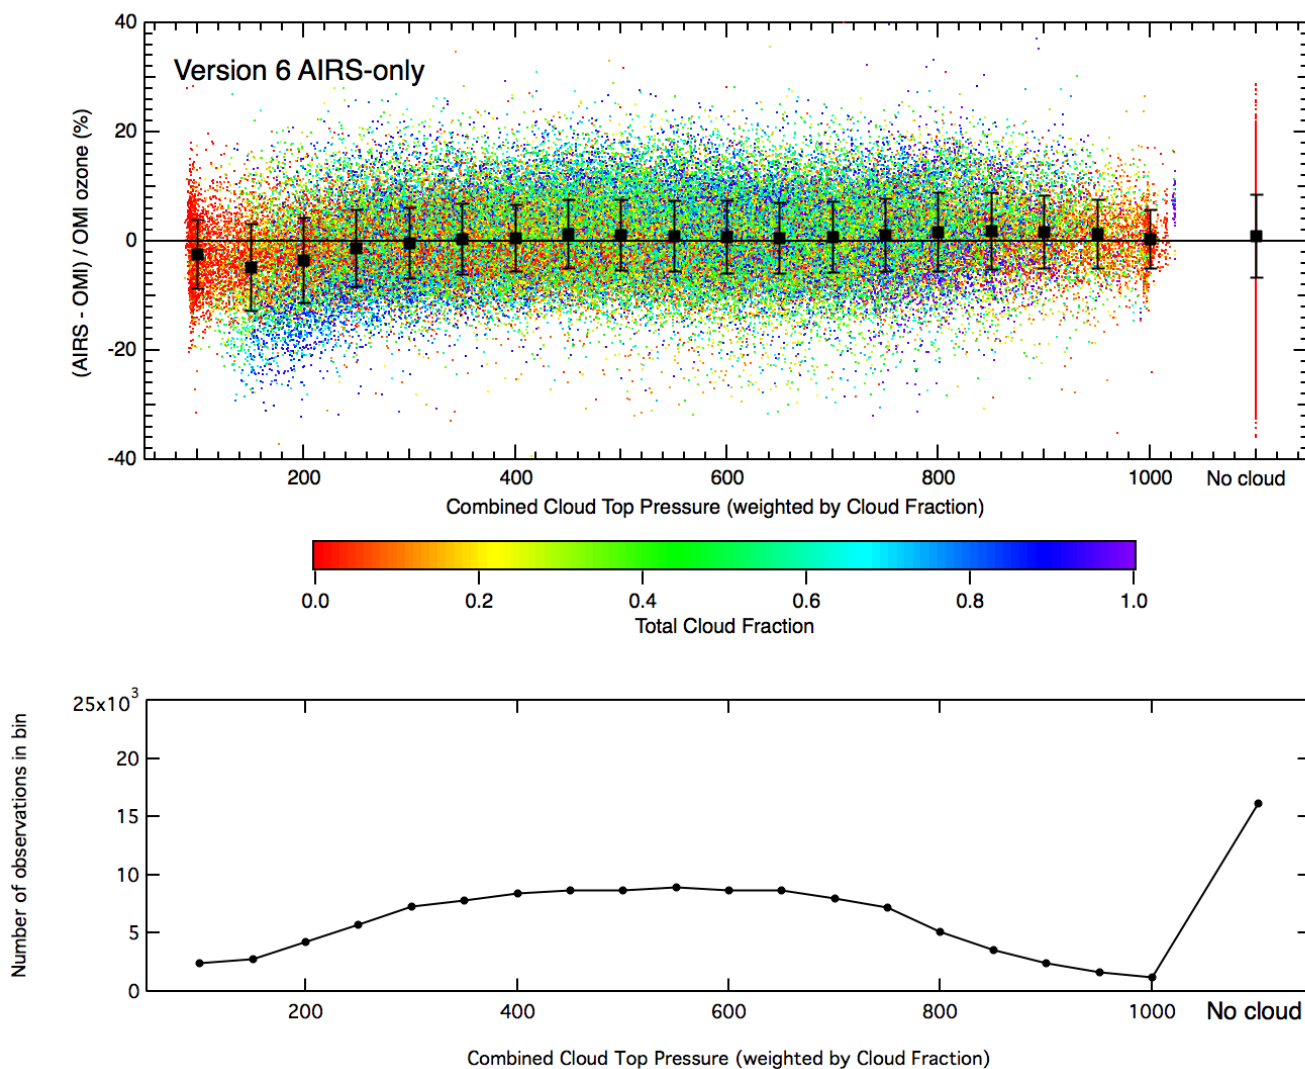 40
Version 6 AIRS-only
20
0
-20
-40
(AIRS - OMI) / OMI ozone (%)
200 400 600 800 1000 No cloud
Combined Cloud Top Pressure (weighted by Cloud Fraction)
0.0 0.2 0.4 0.6 0.8 1.0
Total Cloud Fraction
25x10³
20
15
10
5
0
Number of observations in bin
200 400 600 800 1000 No cloud
Combined Cloud Top Pressure (weighted by Cloud Fraction)